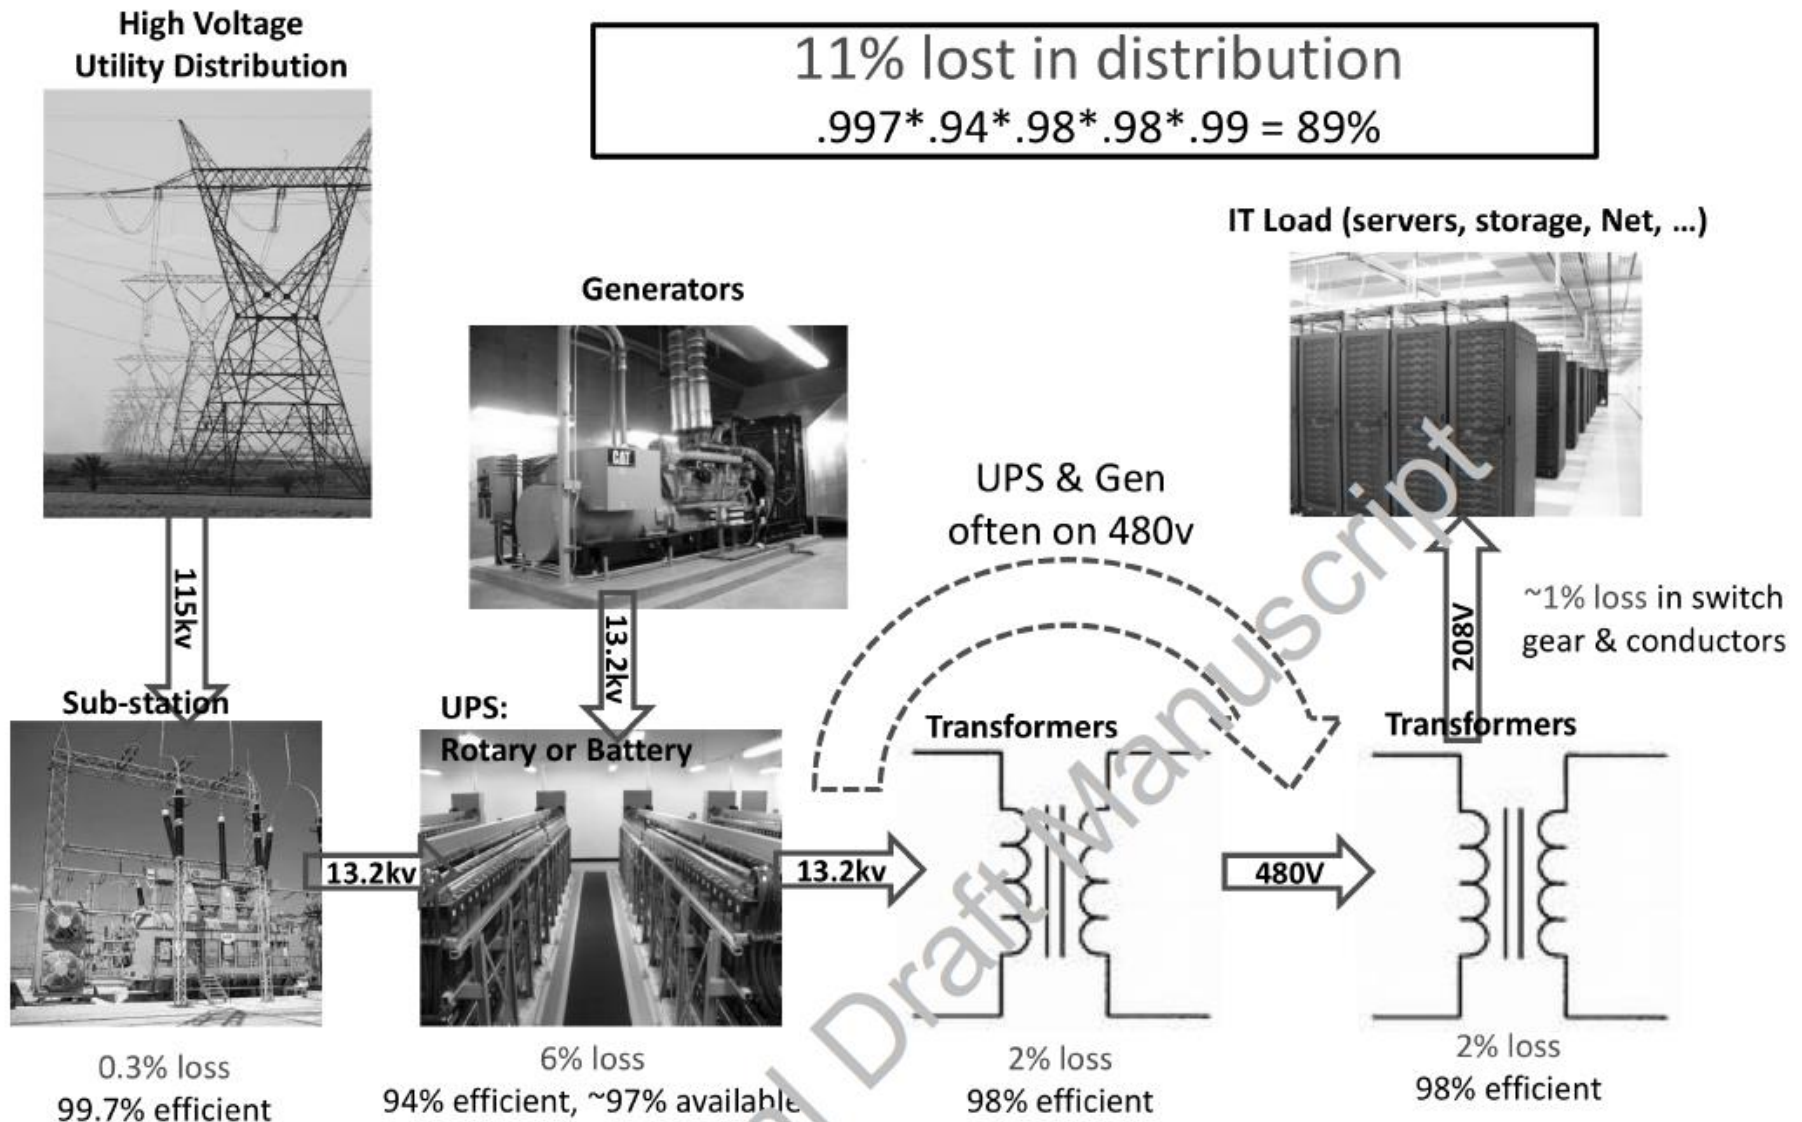 High Voltage
Utility Distribution
11% lost in distribution
.997*.94*.98*.98*.99 = 89%
IT Load (servers, storage, Net, ...)
Generators
CAT
UPS & Gen
often on 480v
115kv
13.2kv
208V
~1% loss in switch
gear & conductors
Sub-station
UPS:
Rotary or Battery
Transformers
Transformers
13.2kv
13.2kv
480V
0.3% loss
99.7% efficient
6% loss
94% efficient, ~97% available
2% loss
98% efficient
2% loss
98% efficient
Draft Manuscript